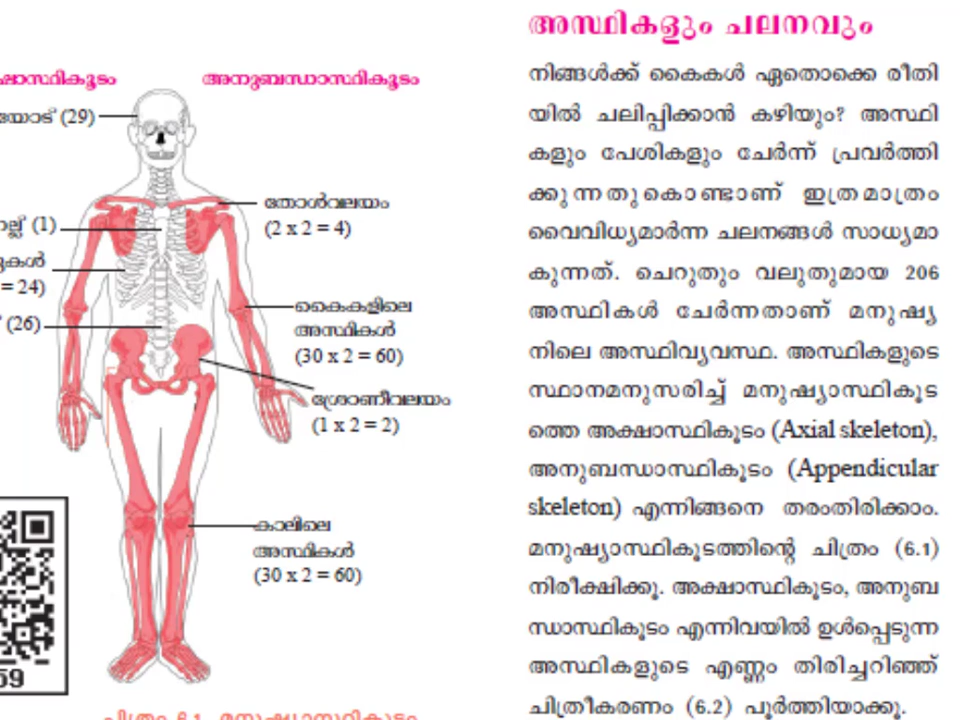 ഷാസ്ഥികൂടം
അനുബന്ധാസ്ഥികൂടം
യോട് (29)
ല്ല് (1)
കൾ
= 24)
(26)
തോൾവലയം
(2 x 2 = 4)
കൈകളിലെ
അസ്ഥികൾ
(30 x 2 = 60)
ശ്രോണീവലയം
(1 x 2 = 2)
കാലിലെ
അസ്ഥികൾ
(30 x 2 = 60)
59
ചിത്രം 6.1 മനുഷ്യാസ്ഥികൂടം
അസ്ഥികളും ചലനവും
നിങ്ങൾക്ക് കൈകൾ ഏതൊക്കെ രീതി
യിൽ ചലിപ്പിക്കാൻ കഴിയും? അസ്ഥി
കളും പേശികളും ചേർന്ന് പ്രവർത്തി
ക്കുന്നതുകൊണ്ടാണ് ഇത്രമാത്രം
വൈവിധ്യമാർന്ന ചലനങ്ങൾ സാധ്യമാ
കുന്നത്. ചെറുതും വലുതുമായ 206
അസ്ഥികൾ ചേർന്നതാണ് മനുഷ്യ
നിലെ അസ്ഥിവ്യവസ്ഥ. അസ്ഥികളുടെ
സ്ഥാനമനുസരിച്ച് മനുഷ്യാസ്ഥികൂട
ത്തെ അക്ഷാസ്ഥികൂടം (Axial skeleton),
അനുബന്ധാസ്ഥികൂടം (Appendicular
skeleton) എന്നിങ്ങനെ തരംതിരിക്കാം.
മനുഷ്യാസ്ഥികൂടത്തിന്റെ ചിത്രം (6.1)
നിരീക്ഷിക്കൂ. അക്ഷാസ്ഥികൂടം, അനുബ
ന്ധാസ്ഥികൂടം എന്നിവയിൽ ഉൾപ്പെടുന്ന
അസ്ഥികളുടെ എണ്ണം തിരിച്ചറിഞ്ഞ്
ചിത്രീകരണം (6.2) പൂർത്തിയാക്കൂ.